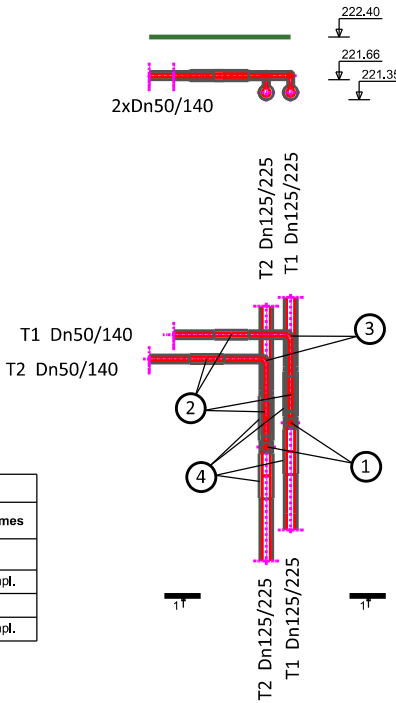 222.40
221.66
221.35
2xDn50/140
T2 Dn125/225
T1 Dn125/225
T1 Dn50/140
T2 Dn50/140
3
2
4
1
mes
pl.
pl.
1
1
T2 Dn125/225
T1 Dn125/225